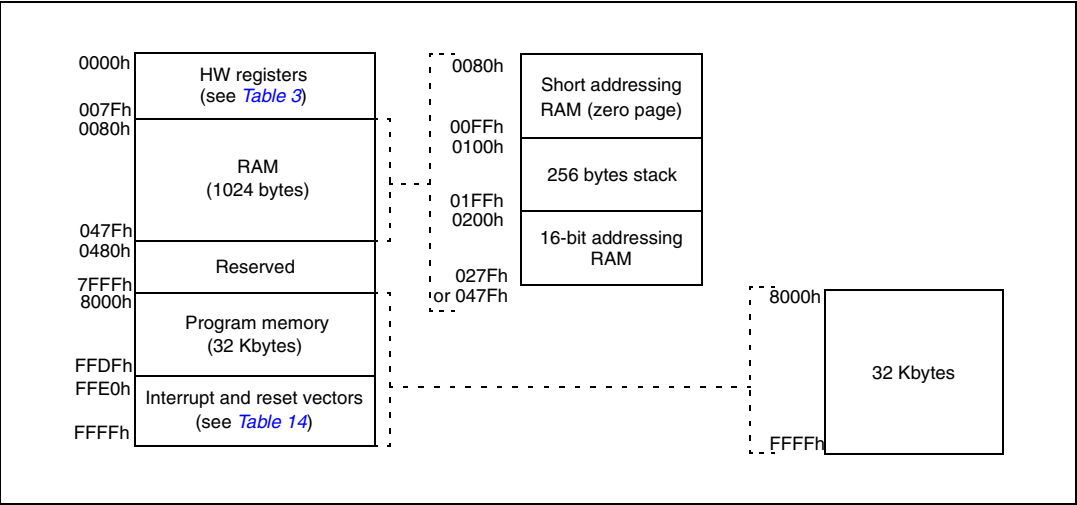 0000h
HW registers
(see Table 3)
007Fh
0080h
RAM
(1024 bytes)
047Fh
0480h
Reserved
7FFFh
8000h
Program memory
(32 Kbytes)
FFDFh
FFE0h
Interrupt and reset vectors
(see Table 14)
FFFFh
0080h
Short addressing
RAM (zero page)
00FFh
0100h
256 bytes stack
01FFh
0200h
16-bit addressing
RAM
027Fh
or 047Fh
8000h
32 Kbytes
FFFFh